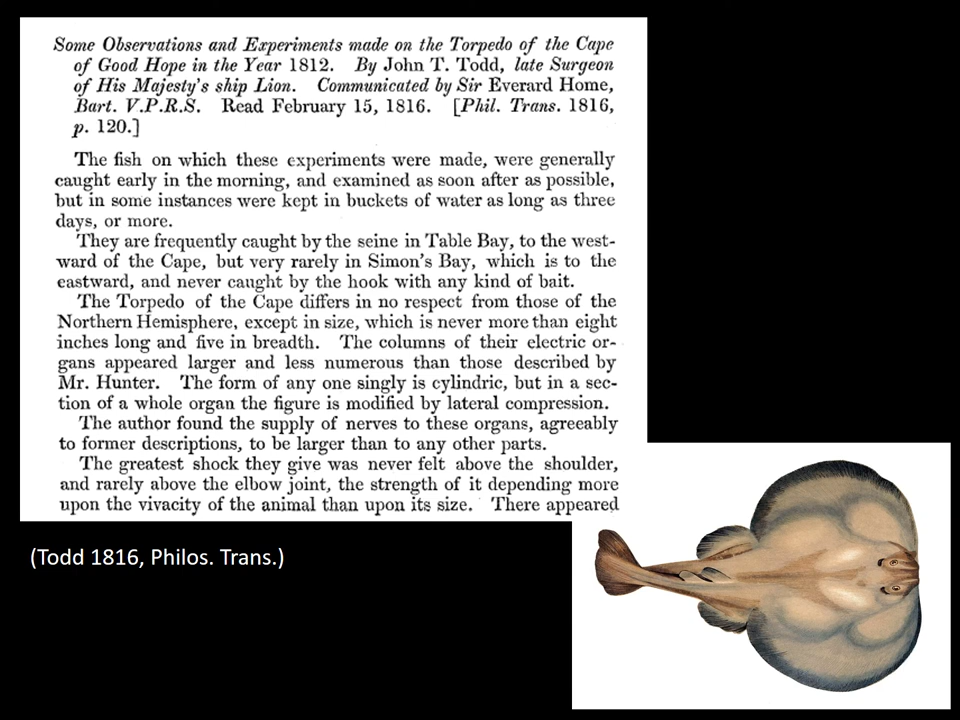 Some Observations and Experiments made on the Torpedo of the Cape
of Good Hope in the Year 1812. By John T. Todd, late Surgeon
of His Majesty's ship Lion. Communicated by Sir Everard Home,
Bart. V.P.R.S. Read February 15, 1816. [Phil. Trans. 1816,
p. 120.]
The fish on which these experiments were made, were generally
caught early in the morning, and examined as soon after as possible,
but in some instances were kept in buckets of water as long as three
days, or more.
They are frequently caught by the seine in Table Bay, to the west-
ward of the Cape, but very rarely in Simon's Bay, which is to the
eastward, and never caught by the hook with any kind of bait.
The Torpedo of the Cape differs in no respect from those of the
Northern Hemisphere, except in size, which is never more than eight
inches long and five in breadth. The columns of their electric or-
gans appeared larger and less numerous than those described by
Mr. Hunter. The form of any one singly is cylindric, but in a sec-
tion of a whole organ the figure is modified by lateral compression.
The author found the supply of nerves to these organs, agreeably
to former descriptions, to be larger than to any other parts.
The greatest shock they give was never felt above the shoulder,
and rarely above the elbow joint, the strength of it depending more
upon the vivacity of the animal than upon its size. There appeared
(Todd 1816, Philos. Trans.)